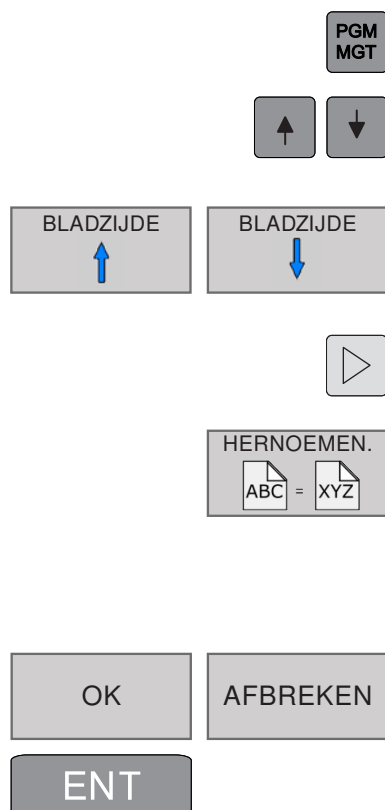 PGM
MGT
BLADZIJDE BLADZIJDE
HERNOEMEN.
ABC = XYZ
OK AFBREKEN
ENT